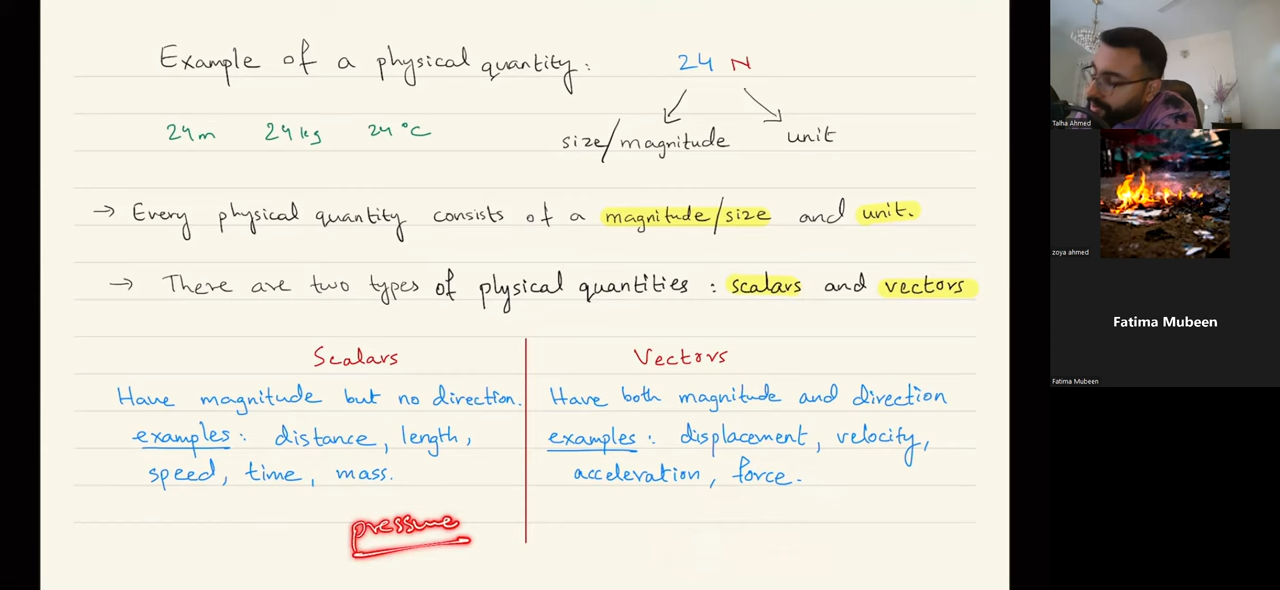 Example of a physical quantity: 24 N
24m 24kg 24°C size/magnitude unit
→ Every physical quantity consists of a magnitude/size and unit.
→ There are two types of physical quantities : scalars and vectors
Scalars
Have magnitude but no direction.
examples: distance, length,
speed, time, mass.
pressure
Vectors
Have both magnitude and direction
examples: displacement, velocity,
acceleration, force.
Talha Ahmed
zoya ahmed
Fatima Mubeen
Fatima Mubeen